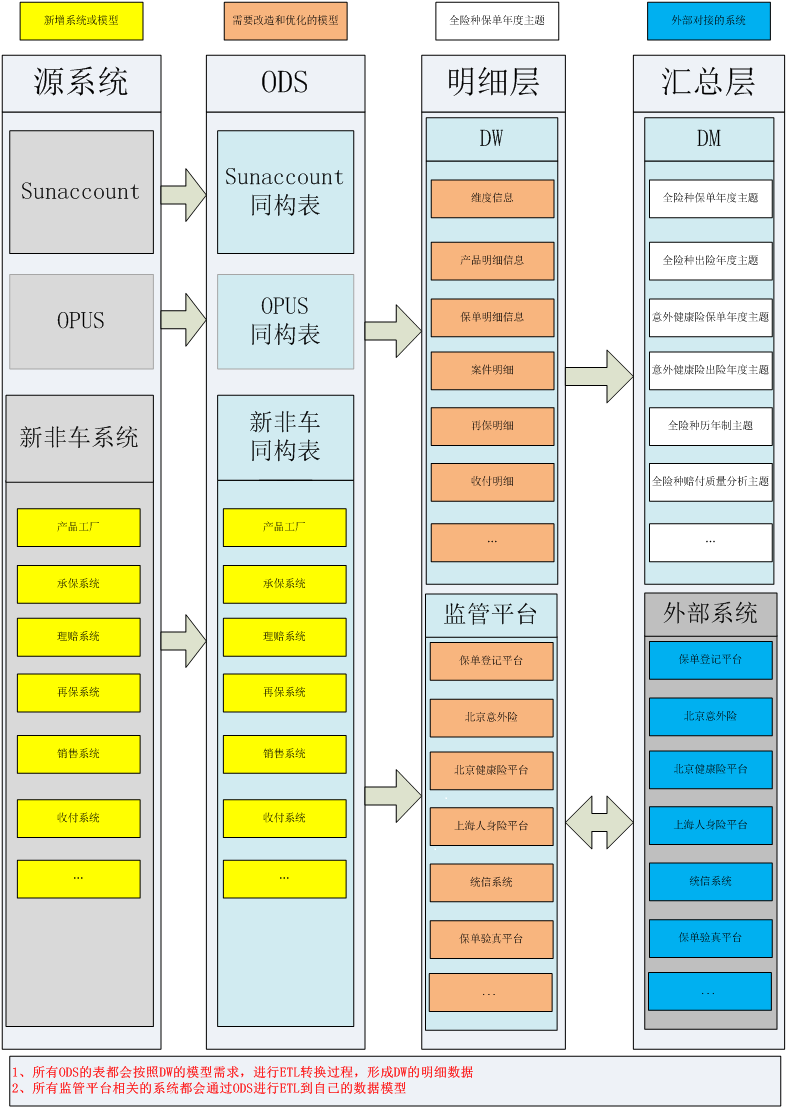 新增系统或模型
需要改造和优化的模型
全险种保单年度主题
外部对接的系统
源系统
Sunaccount
OPUS
新非车系统
产品工厂
承保系统
理赔系统
再保系统
销售系统
收付系统
...
ODS
Sunaccount
同构表
OPUS
同构表
新非车
同构表
产品工厂
承保系统
理赔系统
再保系统
销售系统
收付系统
...
明细层
DW
维度信息
产品明细信息
保单明细信息
案件明细
再保明细
收付明细
...
监管平台
保单登记平台
北京意外险
北京健康险平台
上海人身险平台
统信系统
保单验真平台
...
汇总层
DM
全险种保单年度主题
全险种出险年度主题
意外健康险保单年度主题
意外健康险出险年度主题
全险种历年制主题
全险种赔付质量分析主题
...
外部系统
保单登记平台
北京意外险
北京健康险平台
上海人身险平台
统信系统
保单验真平台
...
1、所有ODS的表都会按照DW的模型需求，进行ETL转换过程，形成DW的明细数据
2、所有监管平台相关的系统都会通过ODS进行ETL到自己的数据模型